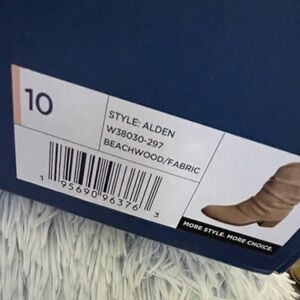 10
STYLE: ALDEN
W38030-297
BEACHWOOD/FABRIC
1 95690 96376 3
MORE STYLE. MORE CHOICE.